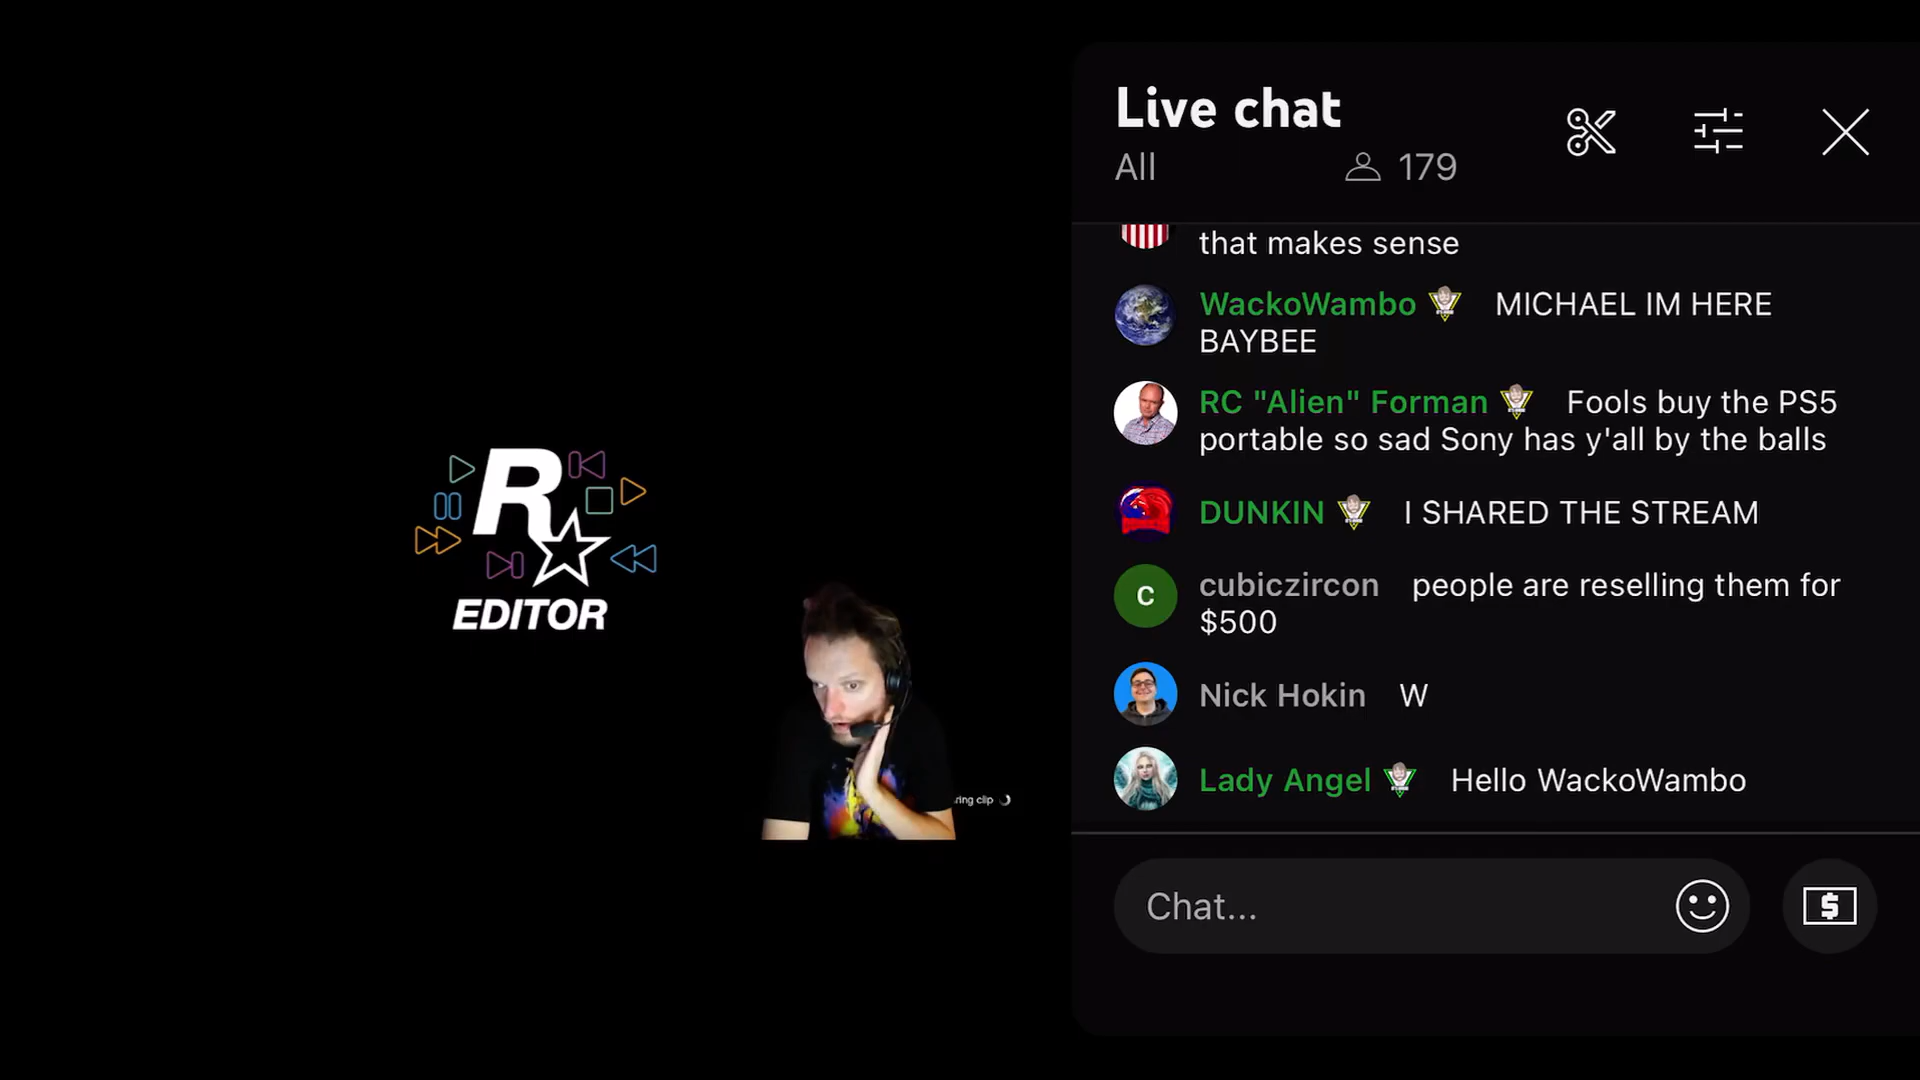 R
EDITOR
ring clip
Live chat
All 179
that makes sense
WackoWambo MICHAEL IM HERE
BAYBEE
RC "Alien" Forman Fools buy the PS5
portable so sad Sony has y'all by the balls
DUNKIN I SHARED THE STREAM
C
cubiczircon people are reselling them for
$500
Nick Hokin W
Lady Angel Hello WackoWambo
Chat...
$